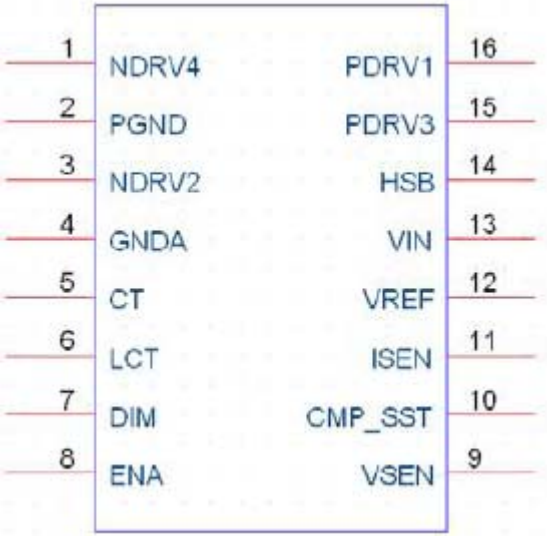 1 NDRV4 PDRV1 16
2 PGND PDRV3 15
3 NDRV2 HSB 14
4 GNDA VIN 13
5 CT VREF 12
6 LCT ISEN 11
7 DIM CMP_SST 10
8 ENA VSEN 9